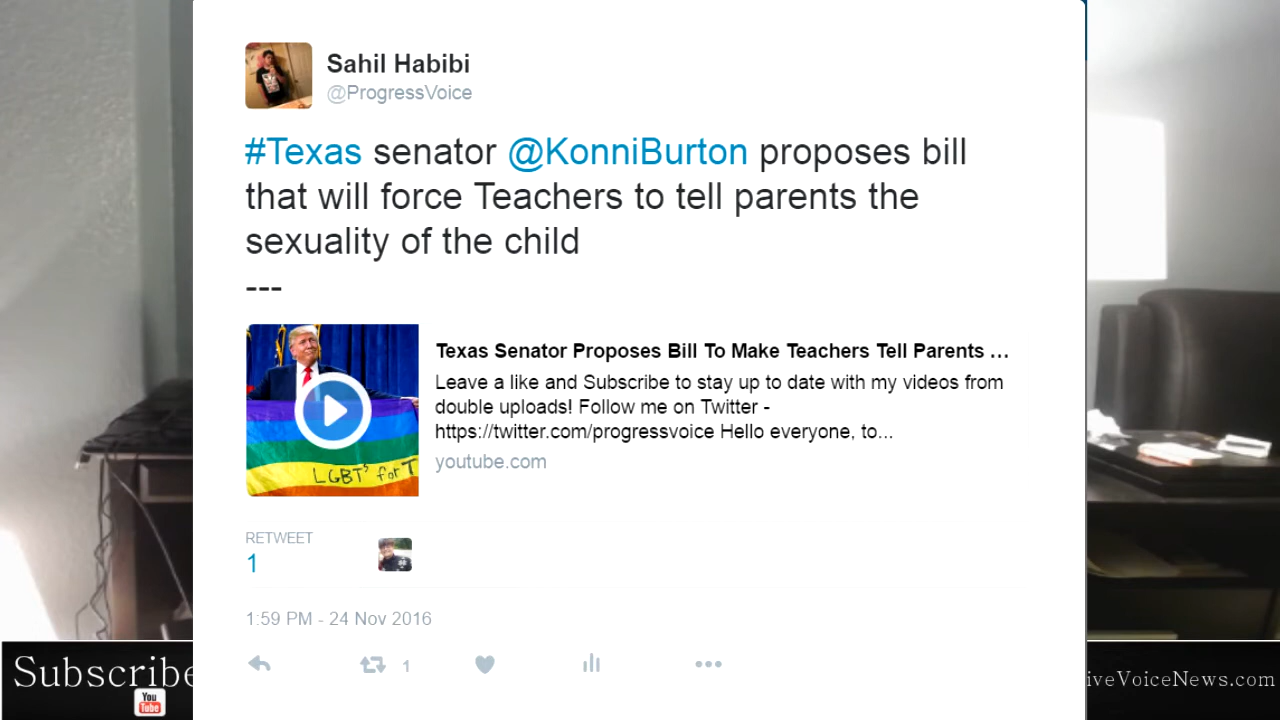 Sahil Habibi
@ProgressVoice
#Texas senator @KonniBurton proposes bill
that will force Teachers to tell parents the
sexuality of the child
---
Texas Senator Proposes Bill To Make Teachers Tell Parents ...
Leave a like and Subscribe to stay up to date with my videos from
double uploads! Follow me on Twitter -
https://twitter.com/progressvoice Hello everyone, to...
youtube.com
LGBT's for T
RETWEET
1
1:59 PM - 24 Nov 2016
1
Subscribe
You
Tube
iveVoiceNews.com